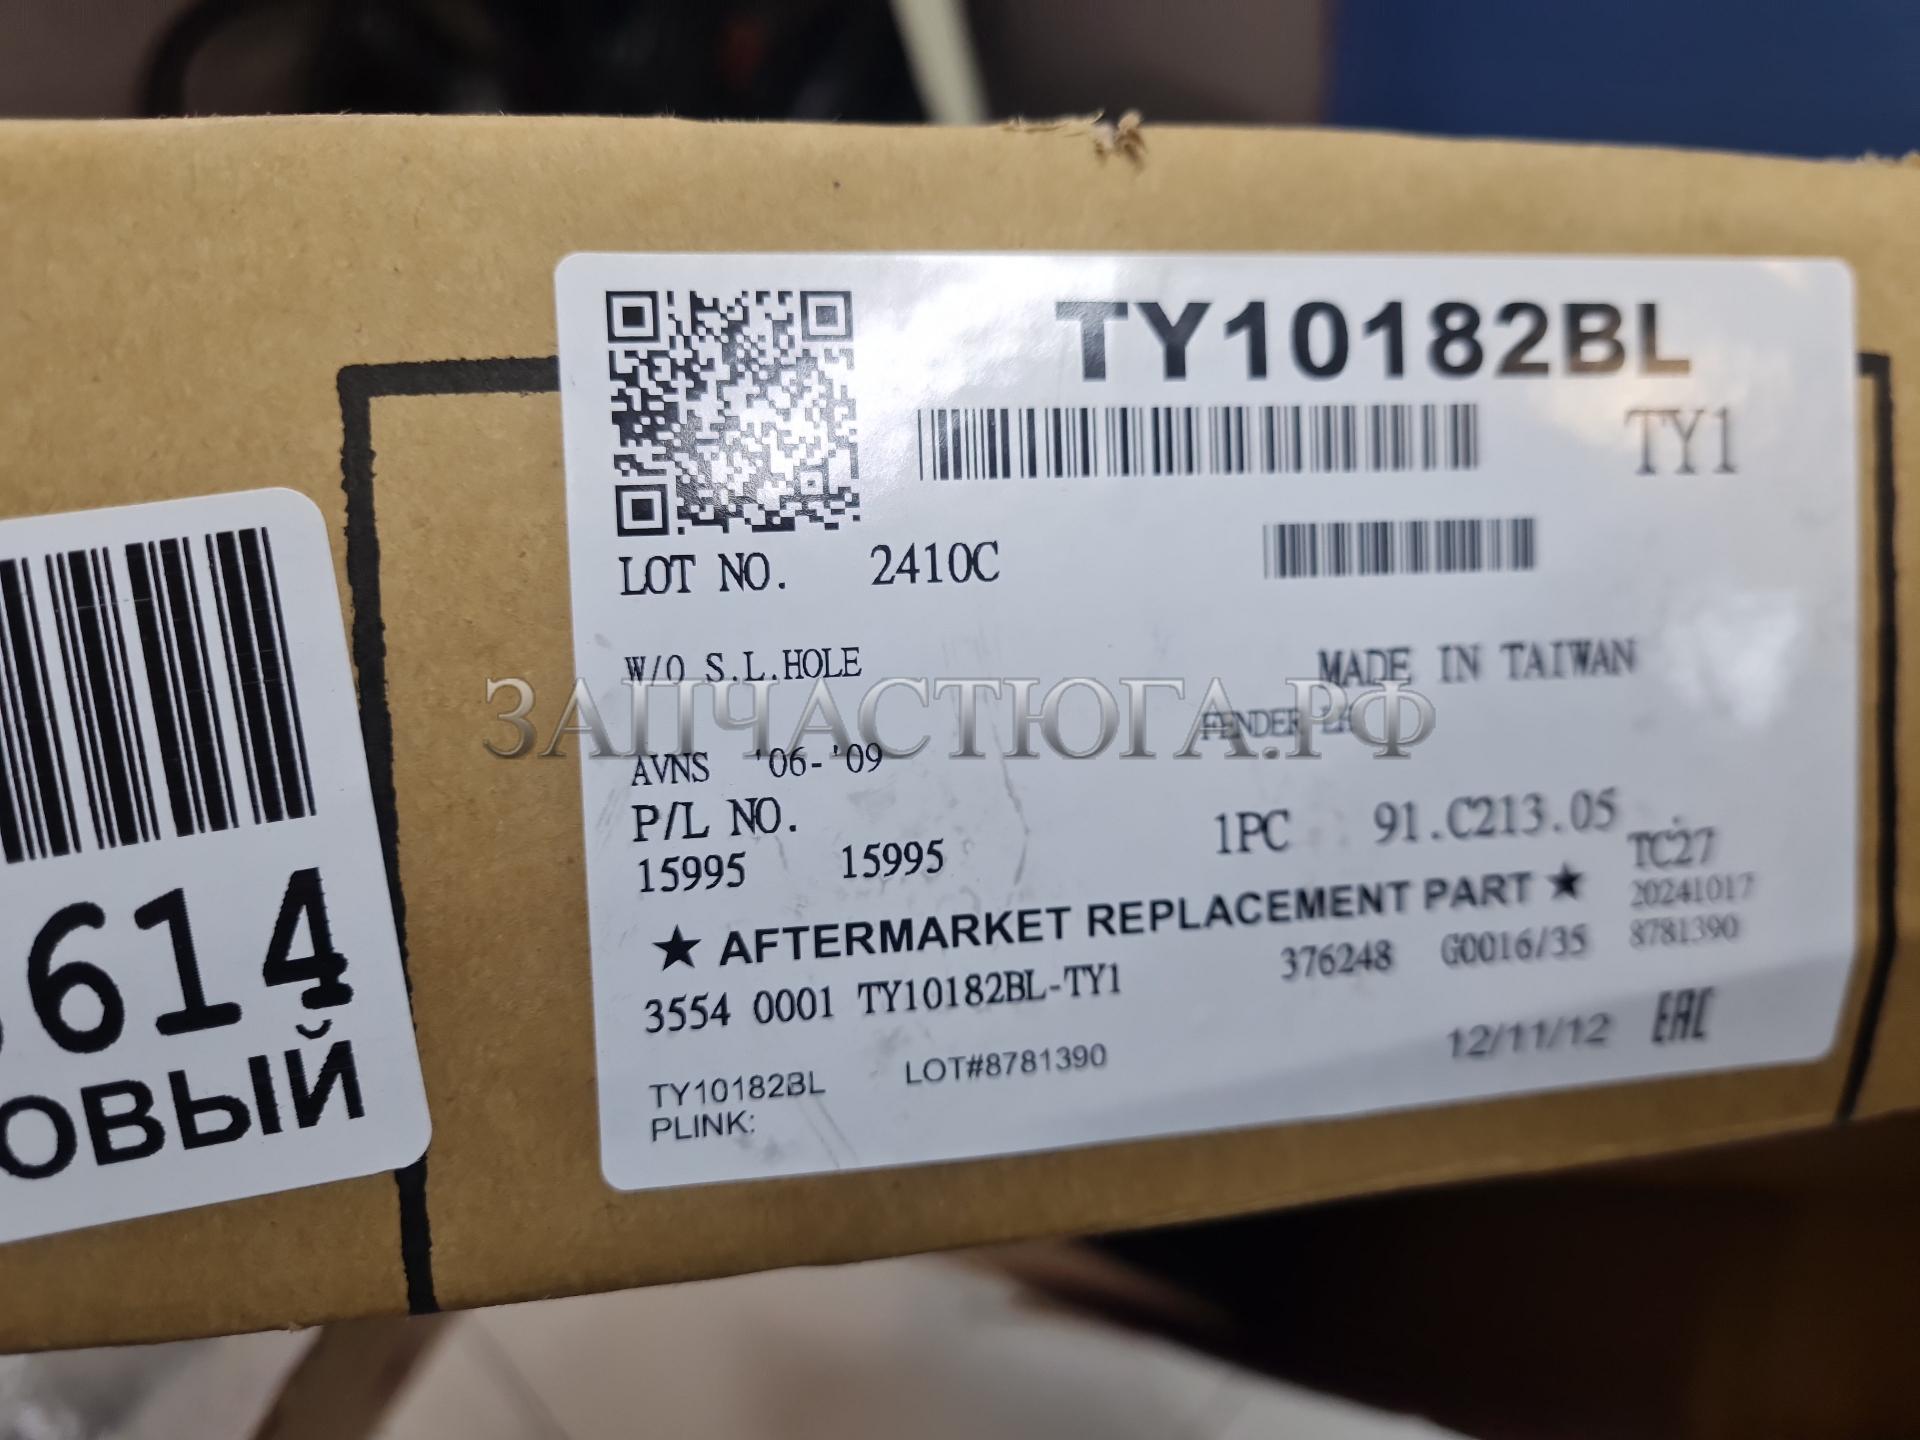 TY10182BL
TY1
LOT NO. 2410C
W/O S.L.HOLE
MADE IN TAIWAN
ЗАПЧАСТЮГА.РФ
FENDER
AVNS '06-'09
P/L NO.
15995 15995
1PC 91.C213.05
TC27
★ AFTERMARKET REPLACEMENT PART ★
20241017
8781390
3554 0001 TY10182BL-TY1
376248 G0016/35
12/11/12 EAC
TY10182BL LOT#8781390
PLINK:
614
ОВЫЙ